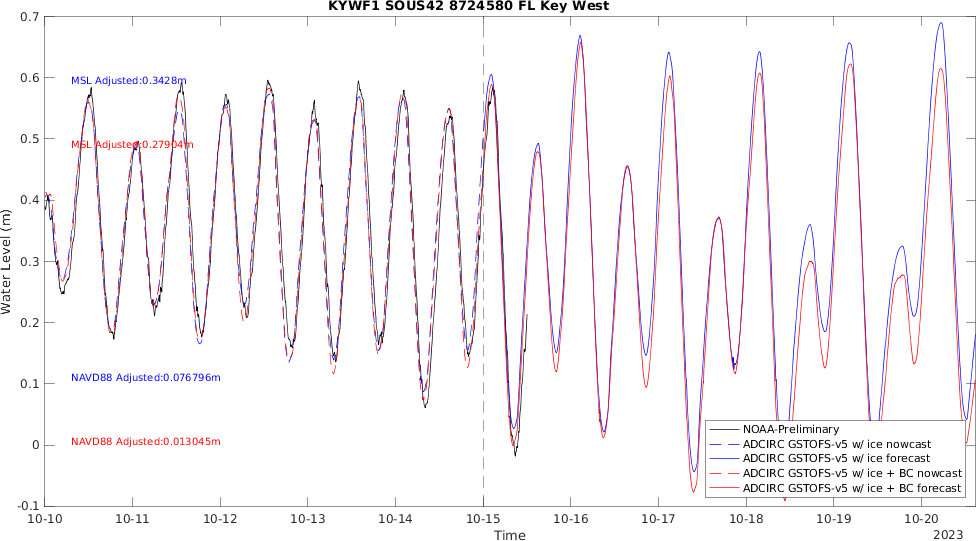 KYWF1 SOUS42 8724580 FL Key West
0.7
0.6
0.5
0.4
0.3
0.2
0.1
0
-0.1
Water Level (m)
MSL Adjusted:0.3428m
MSL Adjusted:0.27904m
NAVD88 Adjusted:0.076796m
NAVD88 Adjusted:0.013045m
NOAA-Preliminary
ADCIRC GSTOFS-v5 w/ ice nowcast
ADCIRC GSTOFS-v5 w/ ice forecast
ADCIRC GSTOFS-v5 w/ ice + BC nowcast
ADCIRC GSTOFS-v5 w/ ice + BC forecast
10-10 10-11 10-12 10-13 10-14 10-15 10-16 10-17 10-18 10-19 10-20
Time
2023